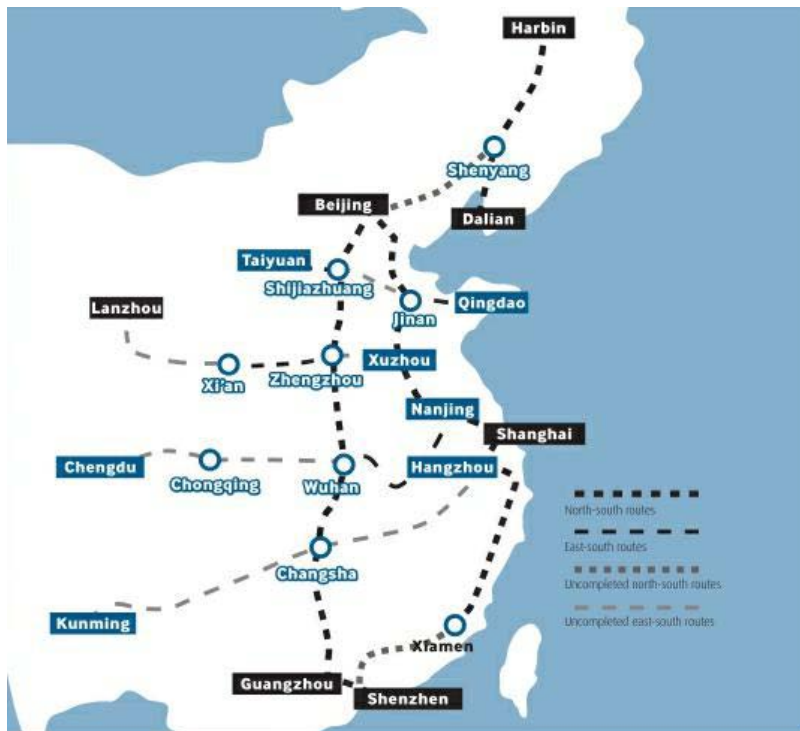 Harbin
Shenyang
Beijing
Dalian
Taiyuan
Shijiazhuang
Jinan
Qingdao
Lanzhou
Xi'an
Zhengzhou
Xuzhou
Nanjing
Shanghai
Chengdu
Chongqing
Wuhan
Hangzhou
North-south routes
East-south routes
Changsha
Uncompleted north-south routes
Kunming
Uncompleted east-south routes
Xiamen
Guangzhou
Shenzhen